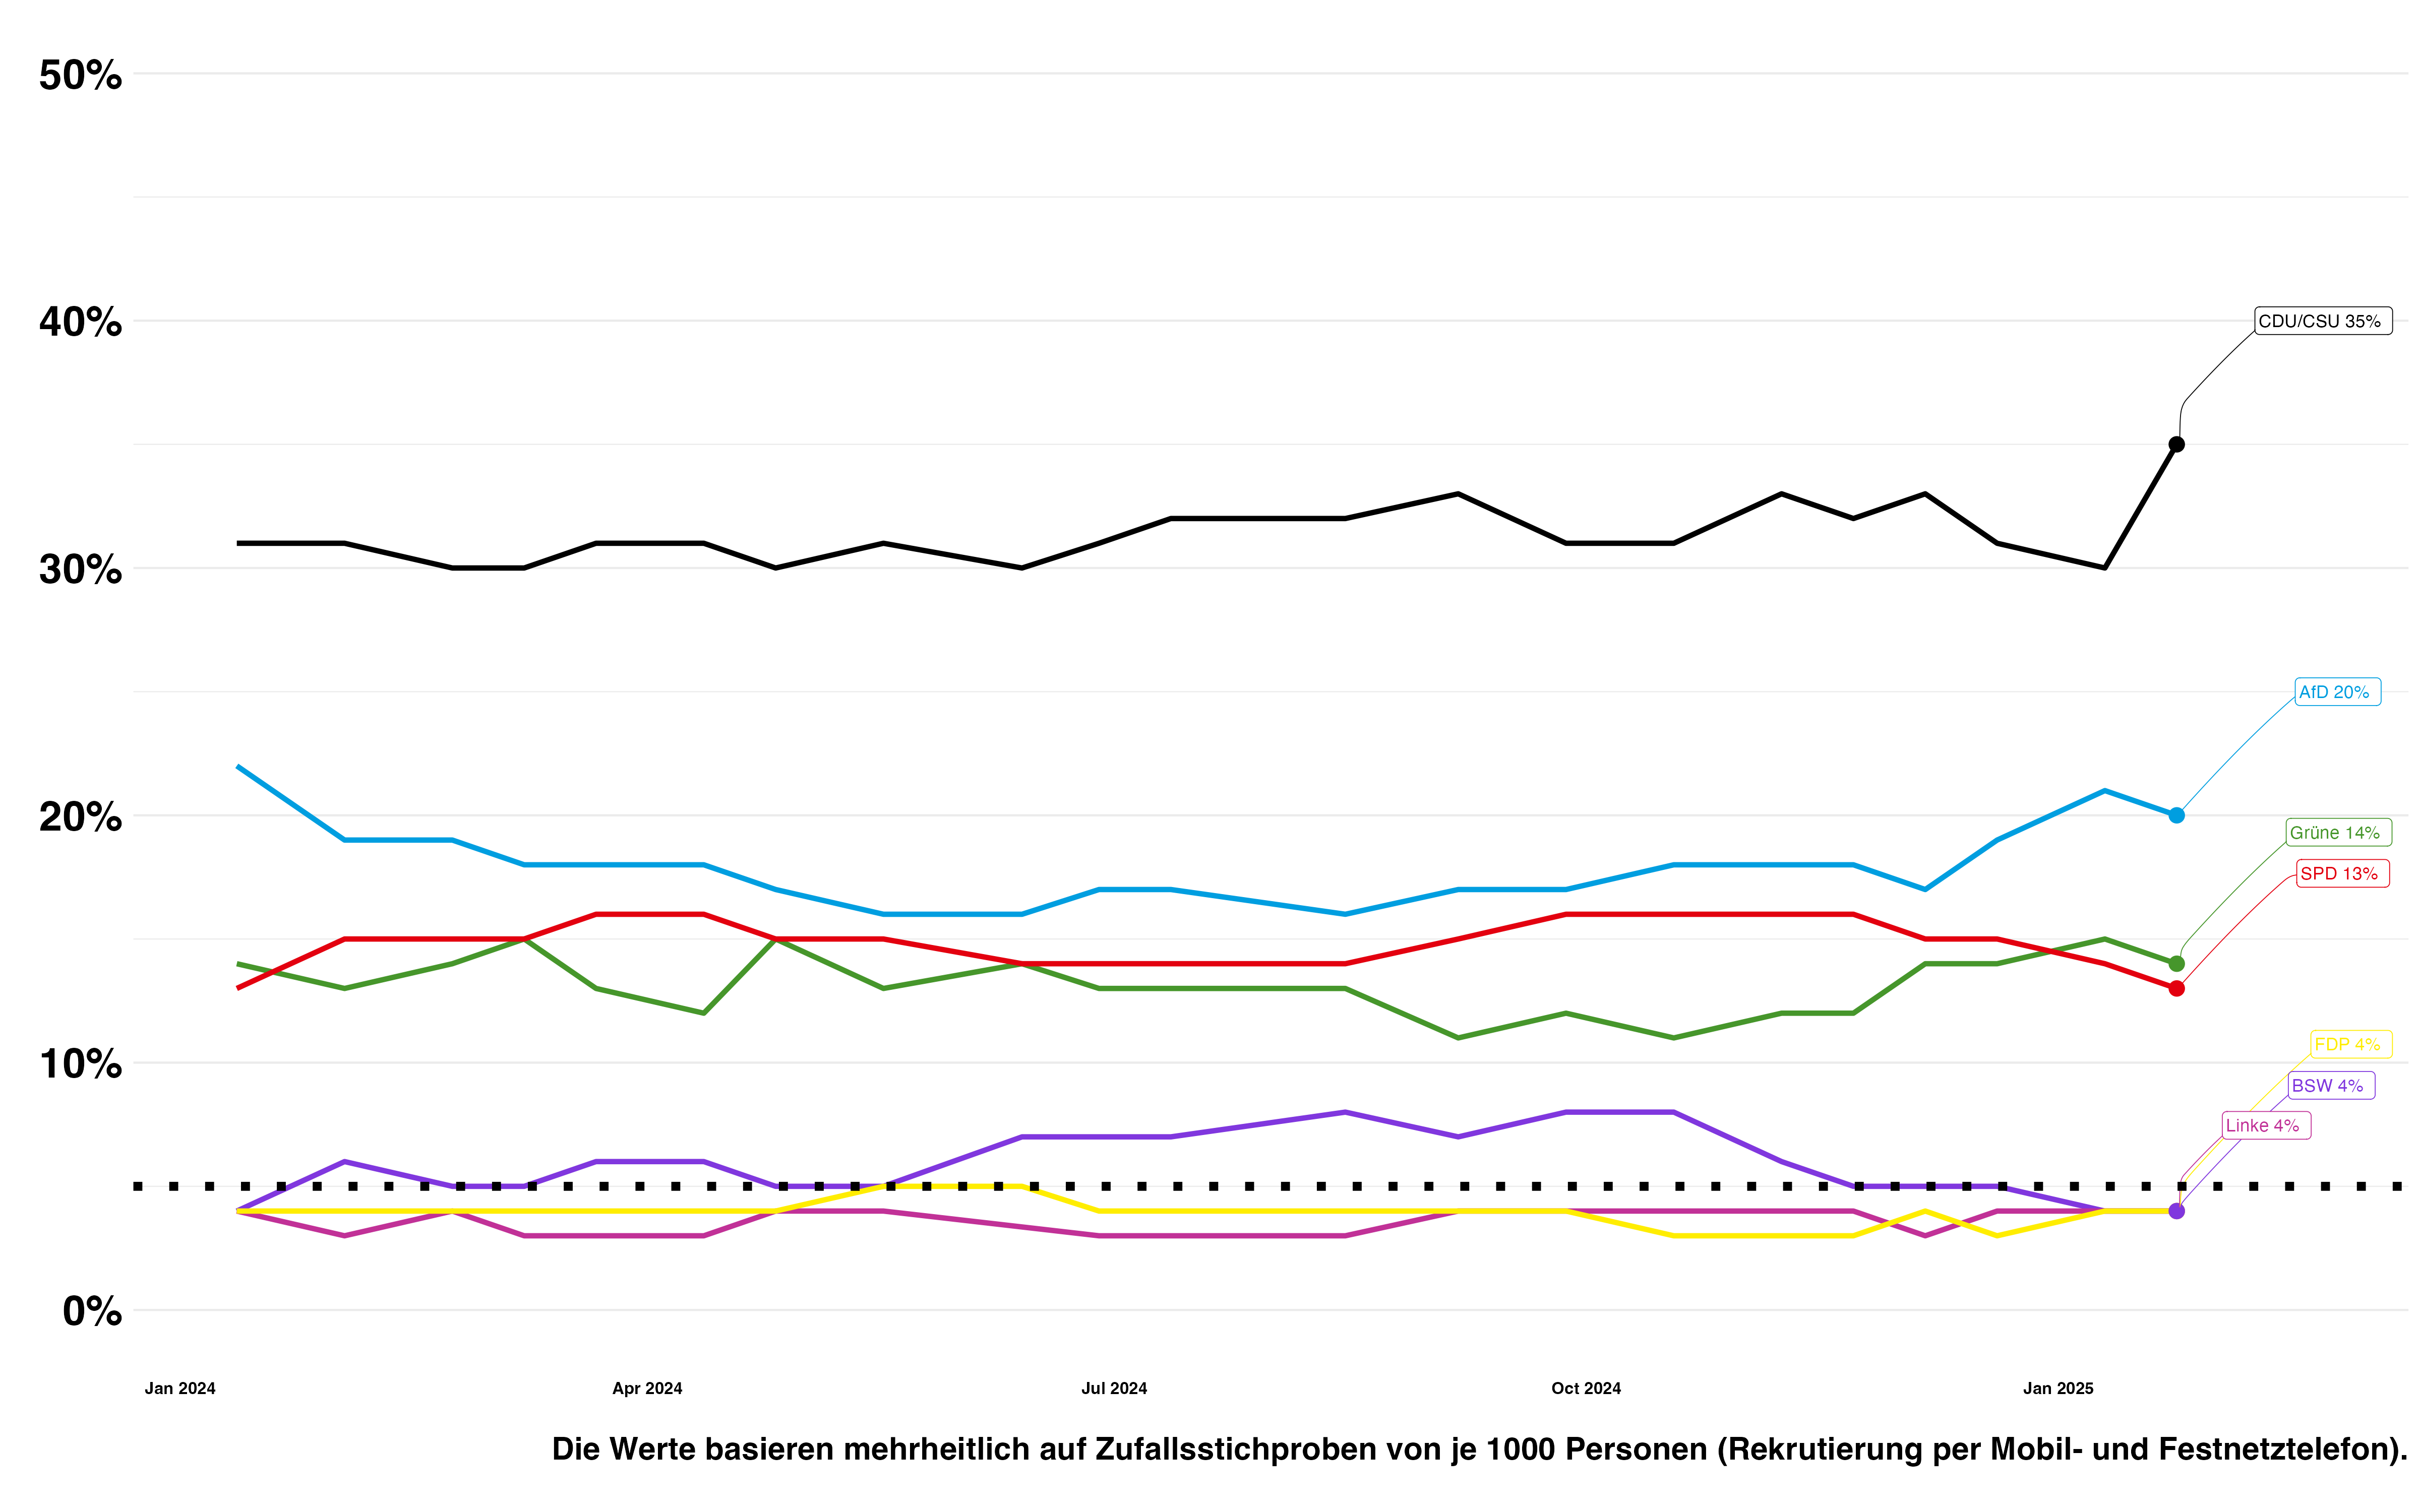 50%
40%
CDU/CSU 35%
30%
AfD 20%
20%
Grüne 14%
SPD 13%
10%
FDP 4%
BSW 4%
Linke 4%
0%
Jan 2024
Apr 2024
Jul 2024
Oct 2024
Jan 2025
Die Werte basieren mehrheitlich auf Zufallsstichproben von je 1000 Personen (Rekrutierung per Mobil- und Festnetztelefon).